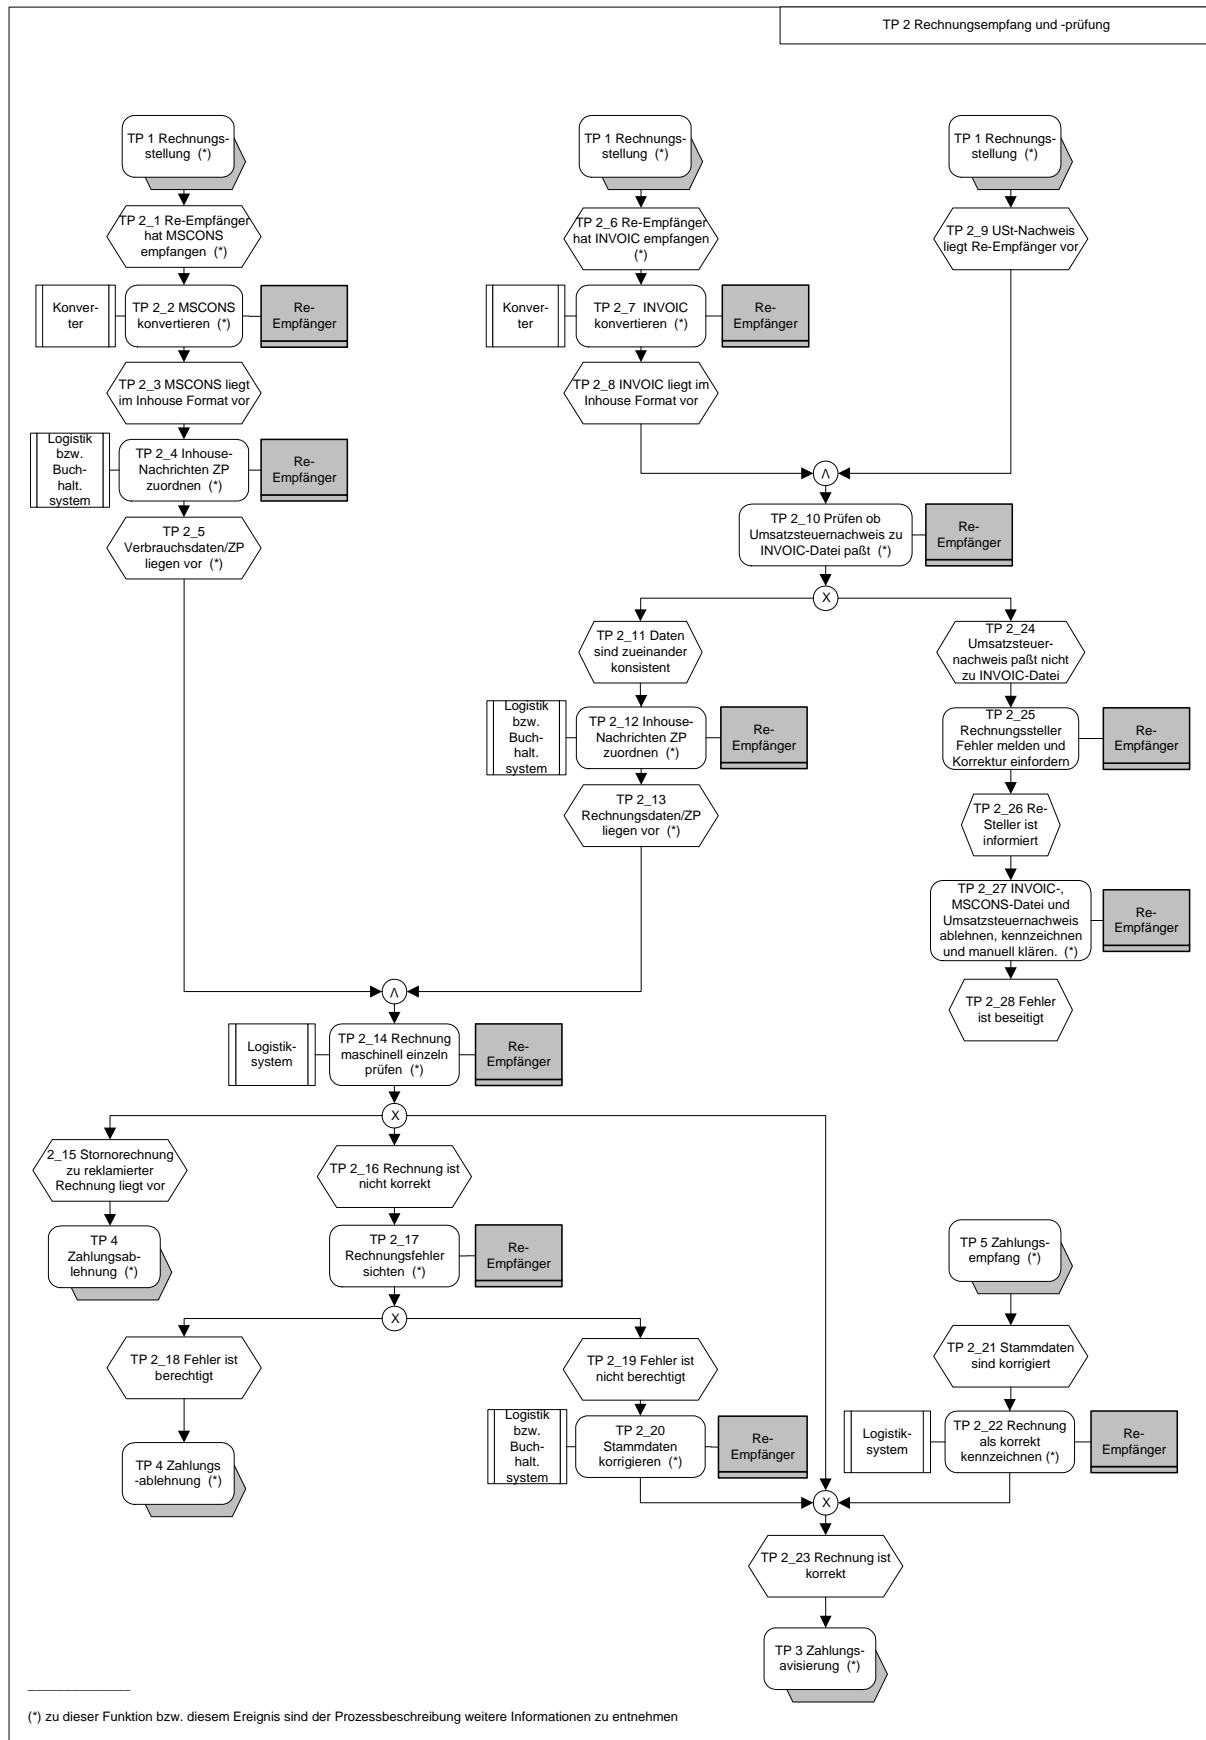 TP 2 Rechnungsempfang und -prüfung
TP 1 Rechnungs-
stellung (*)
TP 1 Rechnungs-
stellung (*)
TP 1 Rechnungs-
stellung (*)
TP 2_1 Re-Empfänger
hat MSCONS
empfangen (*)
TP 2_6 Re-Empfänger
hat INVOIC empfangen
(*)
TP 2_9 USt-Nachweis
liegt Re-Empfänger vor
Konver-
ter
TP 2_2 MSCONS
konvertieren (*)
Re-
Empfänger
Konver-
ter
TP 2_7 INVOIC
konvertieren (*)
Re-
Empfänger
TP 2_3 MSCONS liegt
im Inhouse Format vor
TP 2_8 INVOIC liegt im
Inhouse Format vor
Logistik
bzw.
Buch-
halt.
system
TP 2_4 Inhouse-
Nachrichten ZP
zuordnen (*)
Re-
Empfänger
Λ
TP 2_5
Verbrauchsdaten/ZP
liegen vor (*)
TP 2_10 Prüfen ob
Umsatzsteuernachweis zu
INVOIC-Datei paßt (*)
Re-
Empfänger
X
TP 2_11 Daten
sind zueinander
konsistent
TP 2_24
Umsatzsteuer-
nachweis paßt nicht
zu INVOIC-Datei
Logistik
bzw.
Buch-
halt.
system
TP 2_12 Inhouse-
Nachrichten ZP
zuordnen (*)
Re-
Empfänger
TP 2_25
Rechnungssteller
Fehler melden und
Korrektur einfordern
Re-
Empfänger
TP 2_13
Rechnungsdaten/ZP
liegen vor (*)
TP 2_26 Re-
Steller ist
informiert
TP 2_27 INVOIC-,
MSCONS-Datei und
Umsatzsteuernachweis
ablehnen, kennzeichnen
und manuell klären. (*)
Re-
Empfänger
Λ
TP 2_28 Fehler
ist beseitigt
Logistik-
system
TP 2_14 Rechnung
maschinell einzeln
prüfen (*)
Re-
Empfänger
X
2_15 Stornorechnung
zu reklamierter
Rechnung liegt vor
TP 2_16 Rechnung ist
nicht korrekt
TP 4
Zahlungsab-
lehnung (*)
TP 2_17
Rechnungsfehler
sichten (*)
Re-
Empfänger
TP 5 Zahlungs-
empfang (*)
X
TP 2_18 Fehler ist
berechtigt
TP 2_19 Fehler ist
nicht berechtigt
TP 2_21 Stammdaten
sind korrigiert
TP 4 Zahlungs
-ablehnung (*)
Logistik
bzw.
Buch-
halt.
system
TP 2_20
Stammdaten
korrigieren (*)
Re-
Empfänger
Logistik-
system
TP 2_22 Rechnung
als korrekt
kennzeichnen (*)
Re-
Empfänger
X
TP 2_23 Rechnung ist
korrekt
TP 3 Zahlungs-
avisierung (*)
(*) zu dieser Funktion bzw. diesem Ereignis sind der Prozessbeschreibung weitere Informationen zu entnehmen